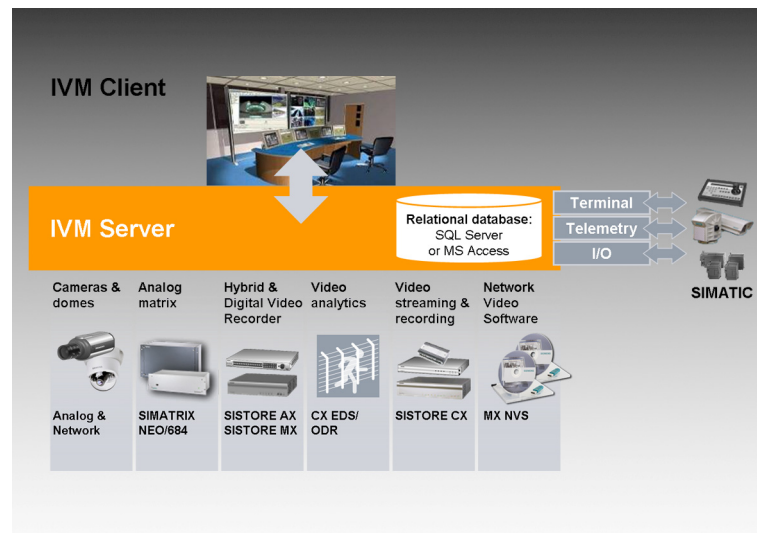 IVM Client
IVM Server
Relational database:
SQL Server
or MS Access
Terminal
Telemetry
I/O
SIMATIC
Cameras &
domes
Analog &
Network
Analog
matrix
SIMATRIX
NEO/684
Hybrid &
Digital Video
Recorder
SISTORE AX
SISTORE MX
Video
analytics
CX EDS/
ODR
Video
streaming &
recording
SISTORE CX
Network
Video
Software
MX NVS